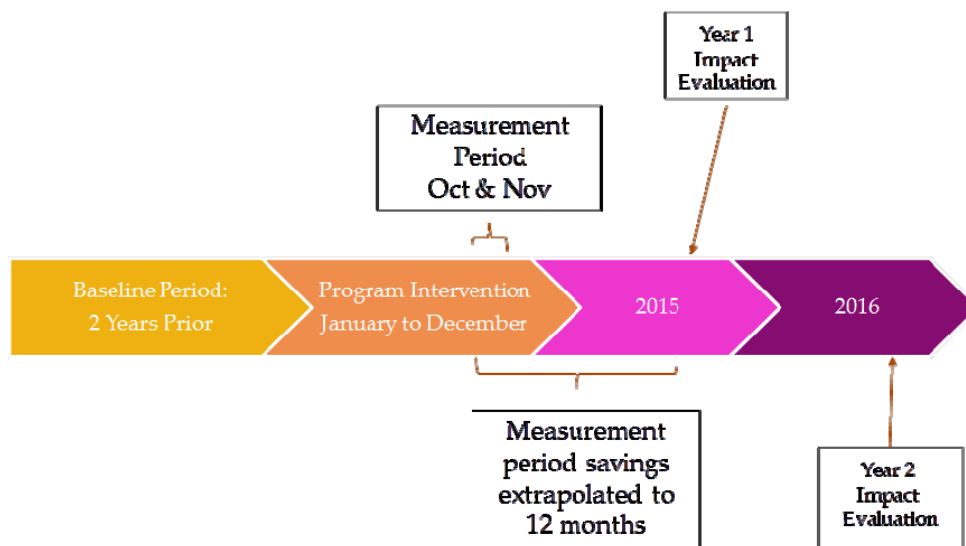 Year 1
Impact
Evaluation
Measurement
Period
Oct & Nov
Baseline Period:
2 Years Prior
Program Intervention
January to December
2015
2016
Measurement
period savings
extrapolated to
12 months
Year 2
Impact
Evaluation